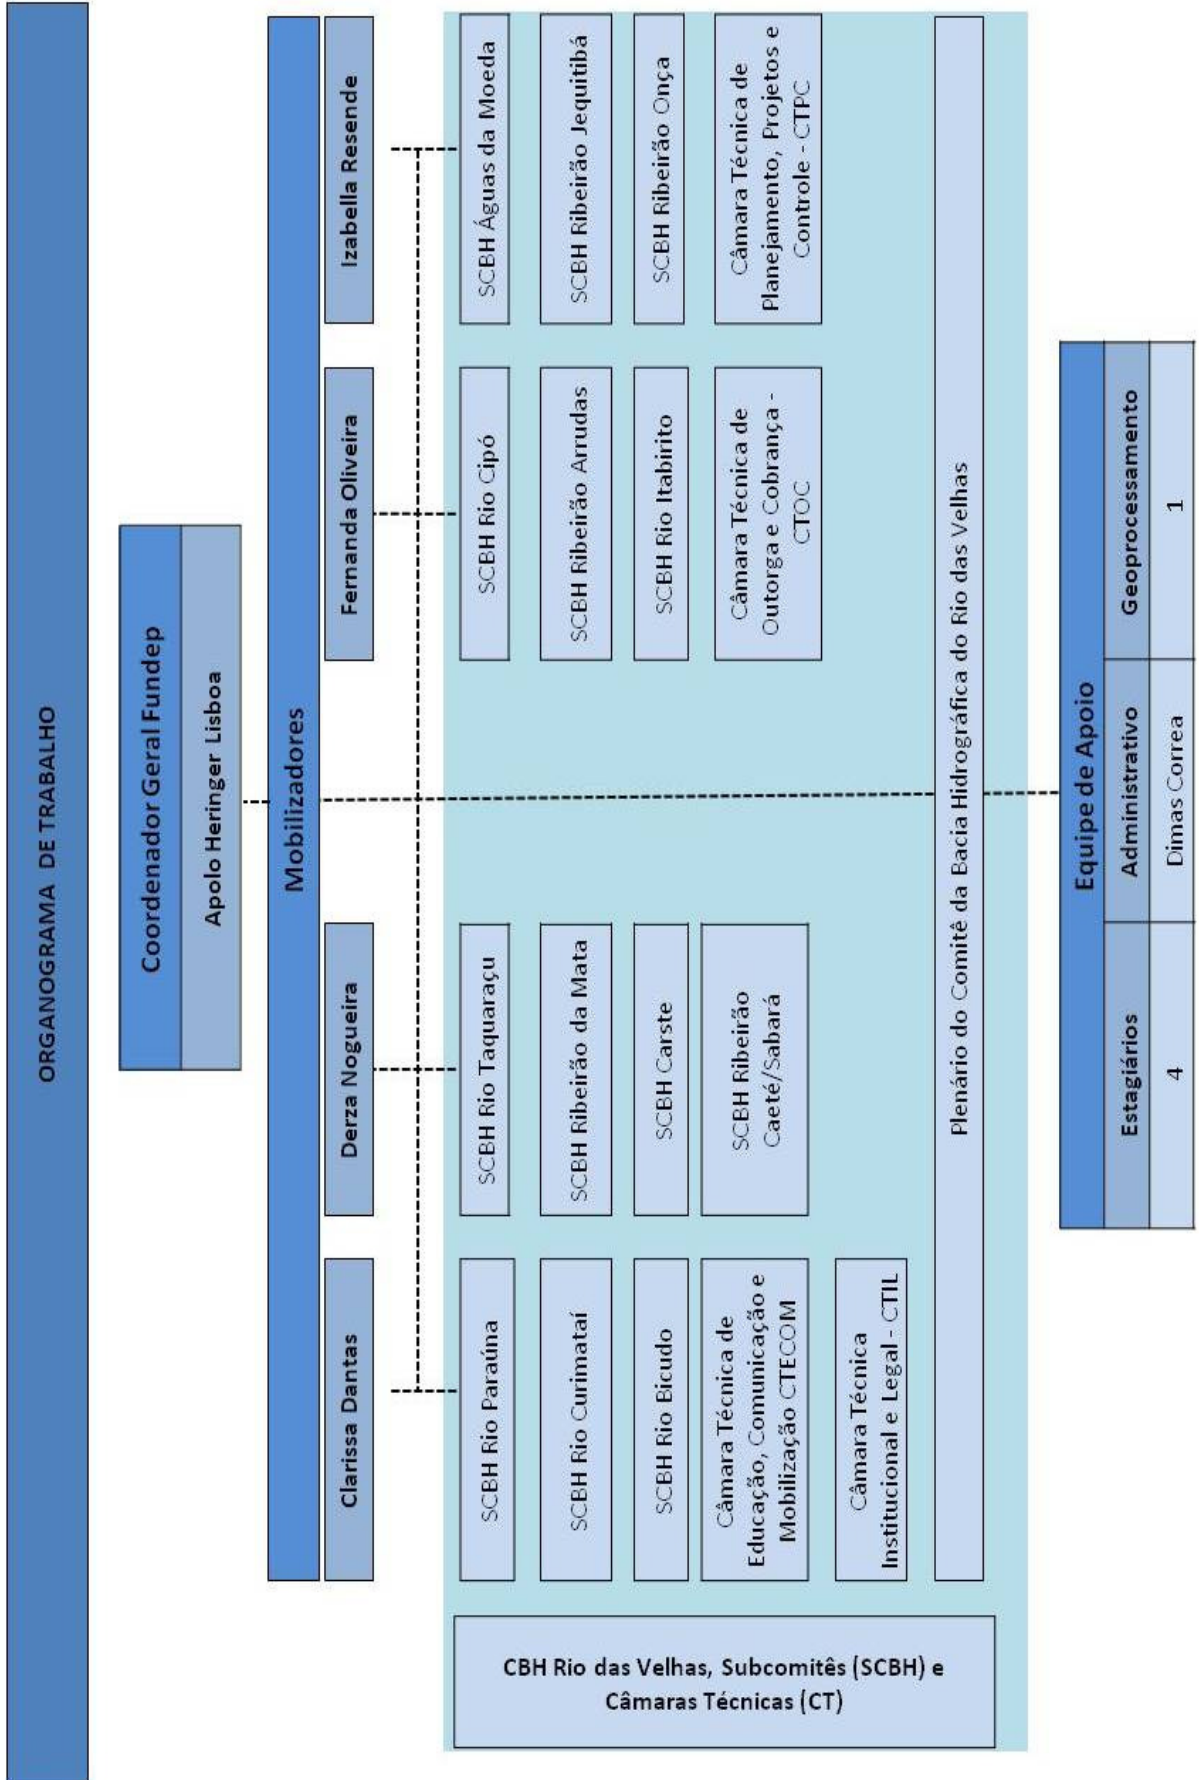 ORGANOGRAMA DE TRABALHO
Coordenador Geral Fundep
Apolo Heringer Lisboa
Mobilizadores
Clarissa Dantas
Derza Nogueira
Fernanda Oliveira
Izabella Resende
CBH Rio das Velhas, Subcomitês (SCBH) e
Câmaras Técnicas (CT)
SCBH Rio Paraúna
SCBH Rio Curimataí
SCBH Rio Bicudo
Câmara Técnica de
Educação, Comunicação e
Mobilização CTECOM
Câmara Técnica
Institucional e Legal - CTIL
SCBH Rio Taquaraçu
SCBH Ribeirão da Mata
SCBH Carste
SCBH Ribeirão
Caeté/Sabará
SCBH Rio Cipó
SCBH Ribeirão Arrudas
SCBH Rio Itabirito
Câmara Técnica de
Outorga e Cobrança -
CTOC
SCBH Águas da Moeda
SCBH Ribeirão Jequitibá
SCBH Ribeirão Onça
Câmara Técnica de
Planejamento, Projetos e
Controle - CTPC
Plenário do Comitê da Bacia Hidrográfica do Rio das Velhas
Equipe de Apoio
Estagiários
Administrativo
Geoprocessamento
4
Dimas Correa
1